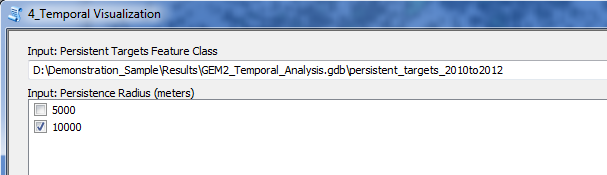 4_Temporal Visualization
Input: Persistent Targets Feature Class
D:\Demonstration_Sample\Results\GEM2_Temporal_Analysis.gdb\persistent_targets_2010to2012
Input: Persistence Radius (meters)
5000
10000